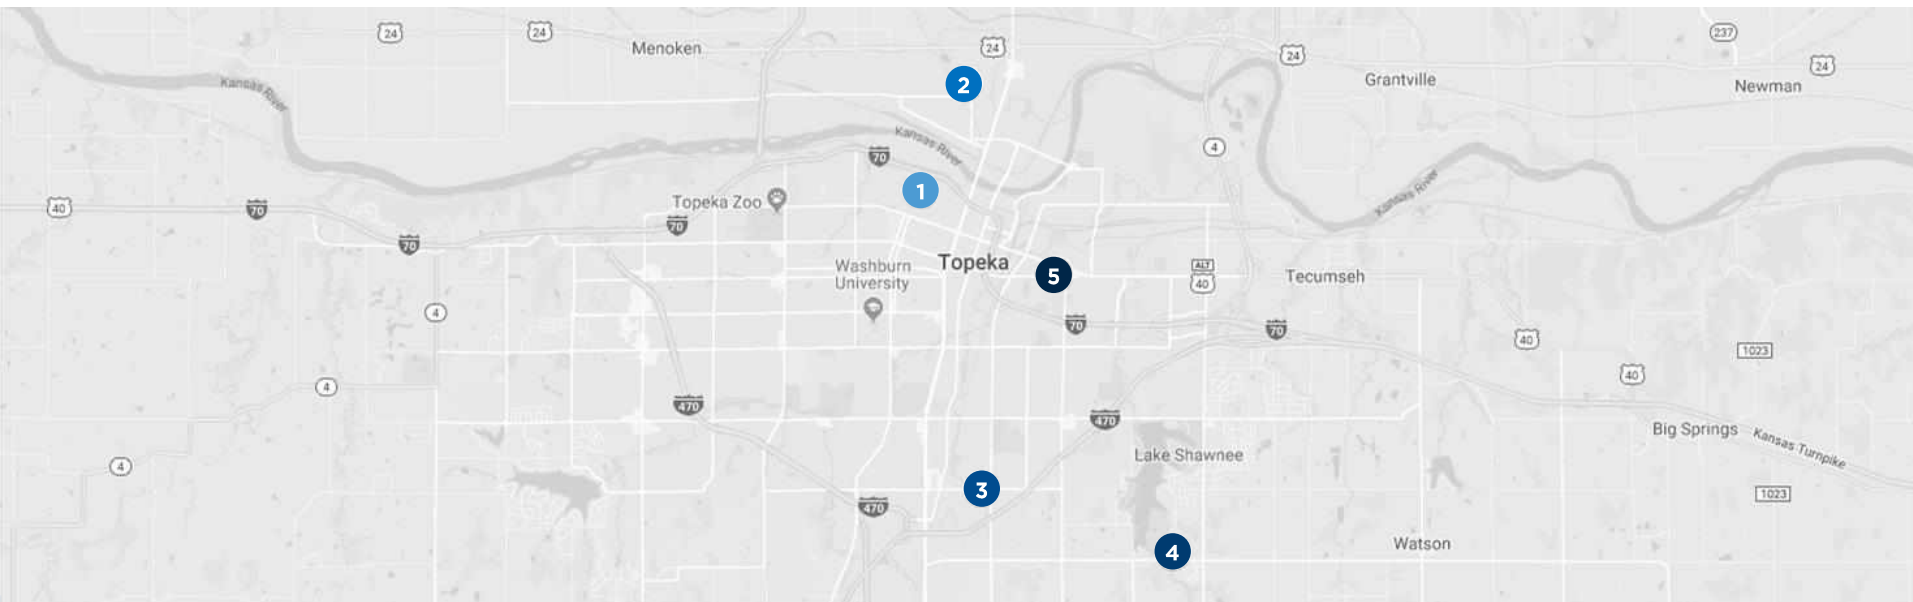 24
24
Menoken
24
2
24
237
24
Grantville
Newman
Kansas River
Kansas River
4
70
1
Topeka Zoo
40
70
70
70
Kansas River
Topeka
Washburn
University
5
ALT
40
Tecumseh
4
70
70
40
1023
40
4
470
470
Big Springs
Kansas Turnpike
Lake Shawnee
4
3
1023
470
4
Watson